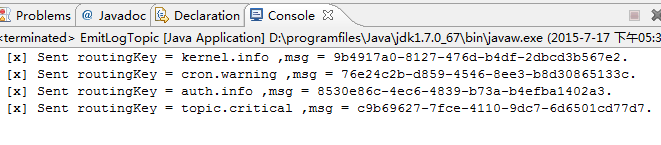 Problems @ Javadoc Declaration Console
<terminated> EmitLogTopic [Java Application] D:\programfiles\Java\jdk1.7.0_67\bin\javaw.exe (2015-7-17 下午05:3
[x] Sent routingKey = kernel.info ,msg = 9b4917a0-8127-476d-b4df-2dbcd3b567e2.
[x] Sent routingKey = cron.warning ,msg = 76e24c2b-d859-4546-8ee3-b8d30865133c.
[x] Sent routingKey = auth.info ,msg = 8530e86c-4ec6-4839-b73a-b4efba1402a3.
[x] Sent routingKey = topic.critical ,msg = c9b69627-7fce-4110-9dc7-6d6501cd77d7.